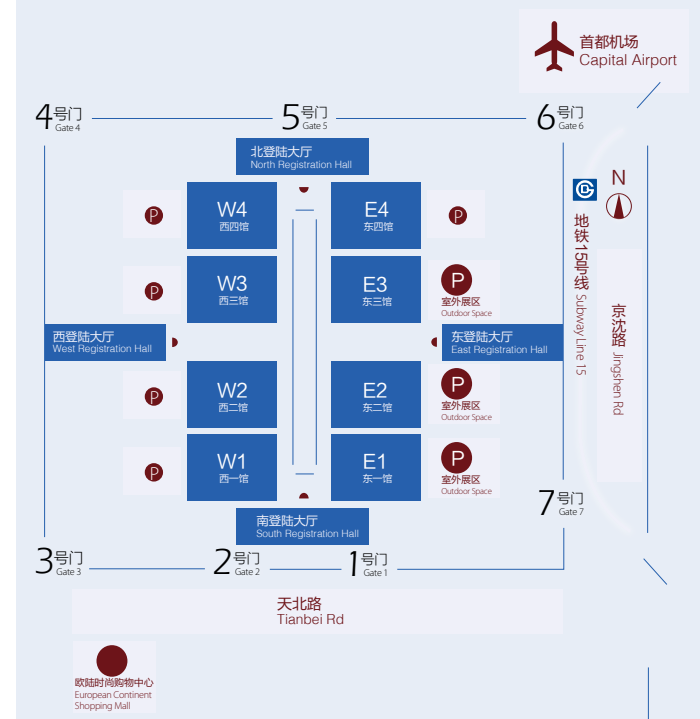 首都机场
Capital Airport
4号门
Gate 4
5号门
Gate 5
6号门
Gate 6
北登陆大厅
North Registration Hall
N
W4
西四馆
E4
东四馆
P
P
地铁15号线 Subway Line 15
W3
西三馆
E3
东三馆
P
P
室外展区
Outdoor Space
京沈路 Jingshen Rd
西登陆大厅
West Registration Hall
东登陆大厅
East Registration Hall
W2
西二馆
E2
东二馆
P
P
室外展区
Outdoor Space
W1
西一馆
E1
东一馆
P
P
室外展区
Outdoor Space
7号门
Gate 7
南登陆大厅
South Registration Hall
3号门
Gate 3
2号门
Gate 2
1号门
Gate 1
天北路
Tianbei Rd
欧陆时尚购物中心
European Continent
Shopping Mall